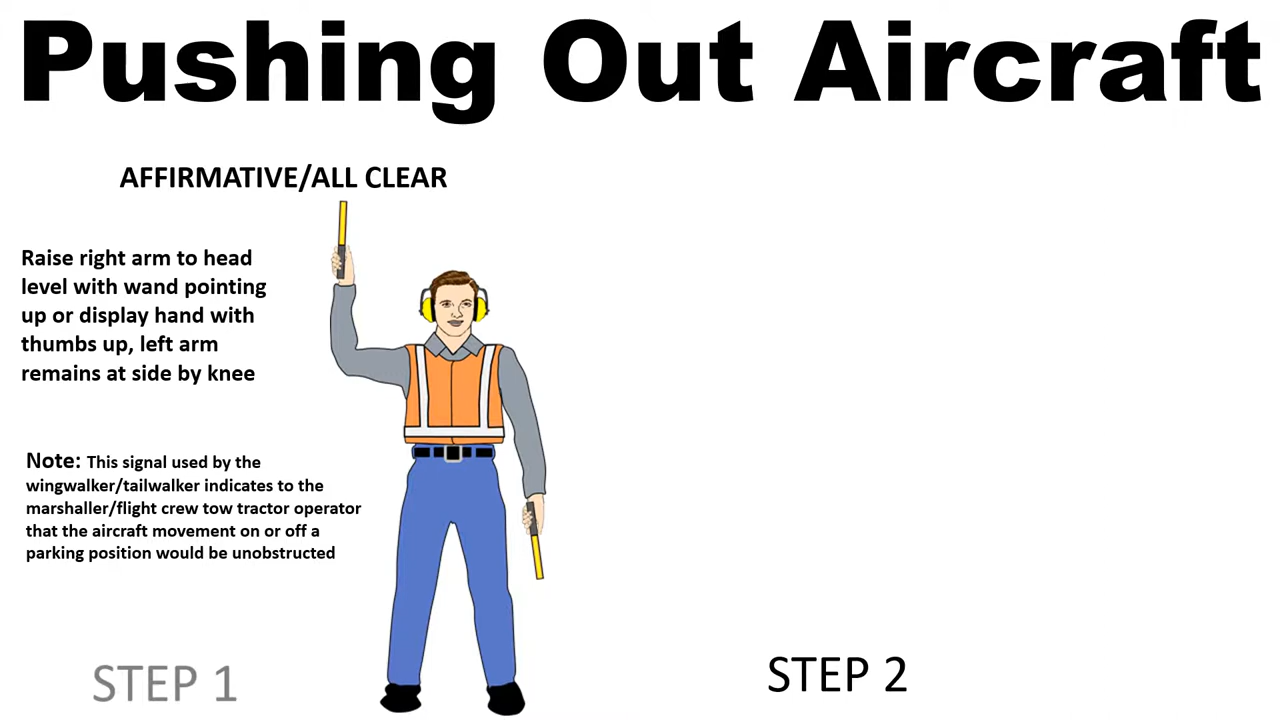 Pushing Out Aircraft
AFFIRMATIVE/ALL CLEAR
Raise right arm to head
level with wand pointing
up or display hand with
thumbs up, left arm
remains at side by knee
Note: This signal used by the
wingwalker/tailwalker indicates to the
marshaller/flight crew tow tractor operator
that the aircraft movement on or off a
parking position would be unobstructed
STEP 1
STEP 2